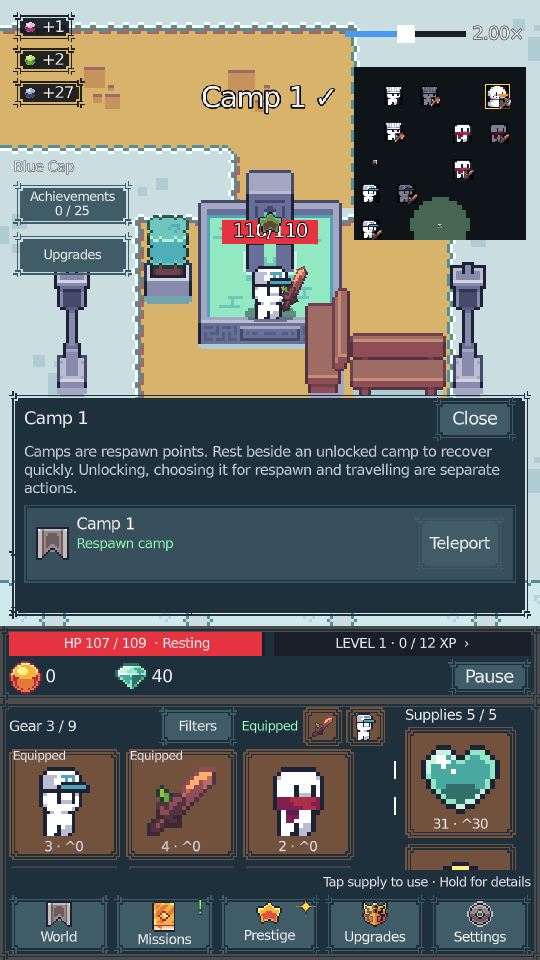 +1
2.00×
+2
+27
Camp 1 ✓
Blue Cap
Achievements
0 / 25
110/110
Upgrades
Camp 1
Close
Camps are respawn points. Rest beside an unlocked camp to recover
quickly. Unlocking, choosing it for respawn and travelling are separate
actions.
Camp 1
Respawn camp
Teleport
HP 107 / 109 · Resting
LEVEL 1 · 0 / 12 XP ›
0
40
Pause
Gear 3 / 9
Filters
Equipped
Supplies 5 / 5
Equipped
Equipped
3 · ^0
4 · ^0
2 · ^0
31 · ^30
Tap supply to use · Hold for details
World
Missions
!
Prestige
Upgrades
Settings